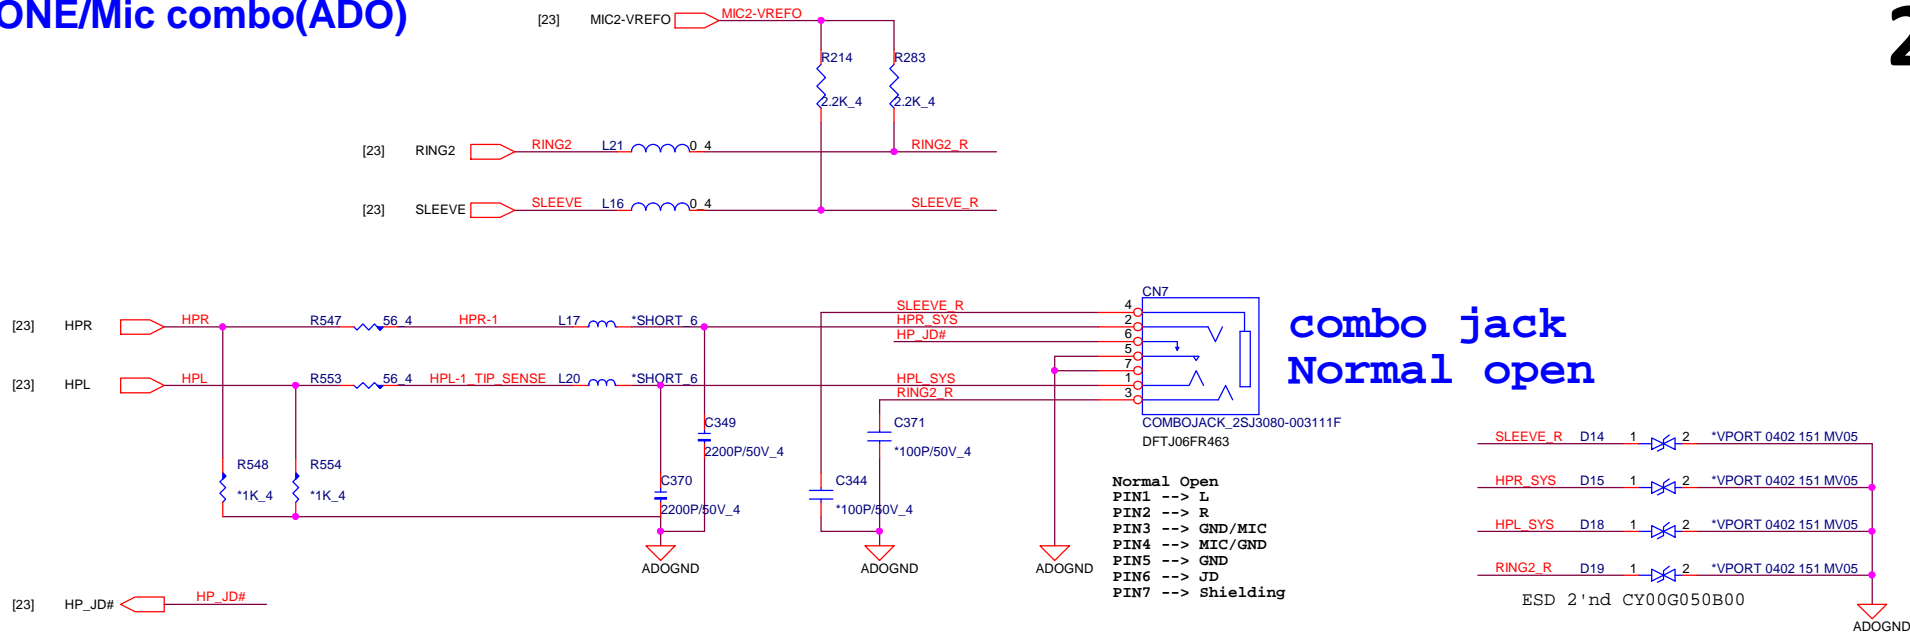 ONE/Mic combo(ADO)
2
[23] MIC2-VREFO MIC2-VREFO
R214 R283
2.2K_4 2.2K_4
[23] RING2 RING2 L21 0_4 RING2_R
[23] SLEEVE SLEEVE L16 0_4 SLEEVE_R
CN7
SLEEVE_R 4
[23] HPR HPR R547 56_4 HPR-1 L17 *SHORT_6 HPR_SYS 2
HP_JD# 6
5
7
[23] HPL HPL R553 56_4 HPL-1_TIP_SENSE L20 *SHORT_6 HPL_SYS 1
RING2_R 3
combo jack
Normal open
COMBOJACK_2SJ3080-003111F
DFTJ06FR463
C349
2200P/50V_4
C371
*100P/50V_4
R548
*1K_4
R554
*1K_4
C370
2200P/50V_4
C344
*100P/50V_4
ADOGND ADOGND ADOGND
Normal Open
PIN1 --> L
PIN2 --> R
PIN3 --> GND/MIC
PIN4 --> MIC/GND
PIN5 --> GND
PIN6 --> JD
PIN7 --> Shielding
SLEEVE_R D14 1 2 *VPORT 0402 151 MV05
HPR_SYS D15 1 2 *VPORT 0402 151 MV05
HPL_SYS D18 1 2 *VPORT 0402 151 MV05
RING2_R D19 1 2 *VPORT 0402 151 MV05
ESD 2'nd CY00G050B00
ADOGND
[23] HP_JD# HP_JD#